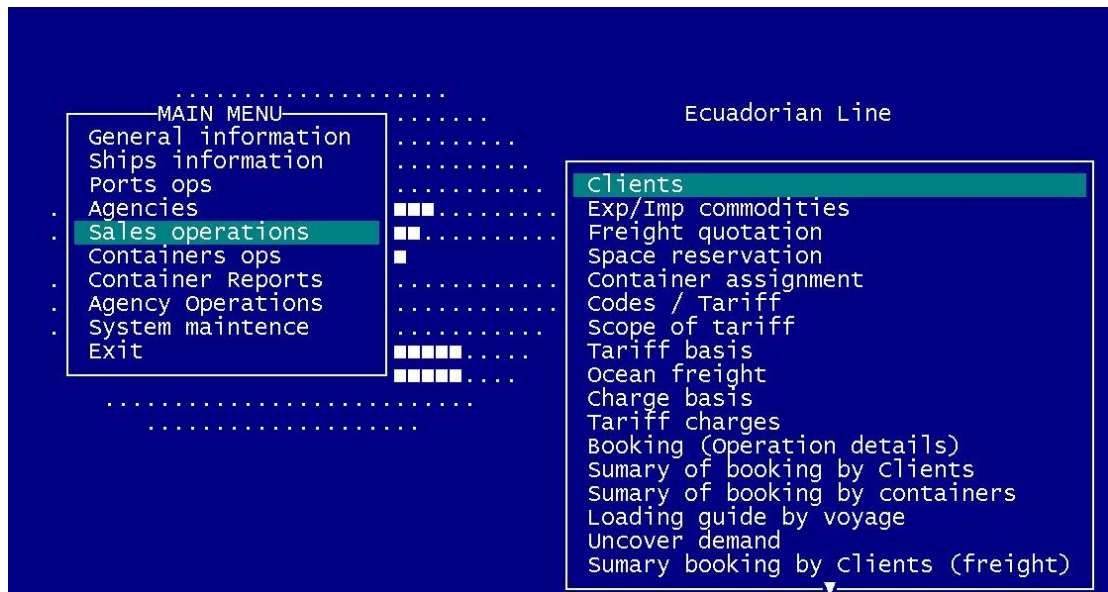 MAIN MENU
General information
Ships information
Ports ops
Agencies
Sales operations
Containers ops
Container Reports
Agency Operations
System maintence
Exit
Ecuadorian Line
Clients
Exp/Imp commodities
Freight quotation
Space reservation
Container assignment
Codes / Tariff
Scope of tariff
Tariff basis
Ocean freight
Charge basis
Tariff charges
Booking (Operation details)
Sumary of booking by Clients
Sumary of booking by containers
Loading guide by voyage
Uncover demand
Sumary booking by Clients (freight)